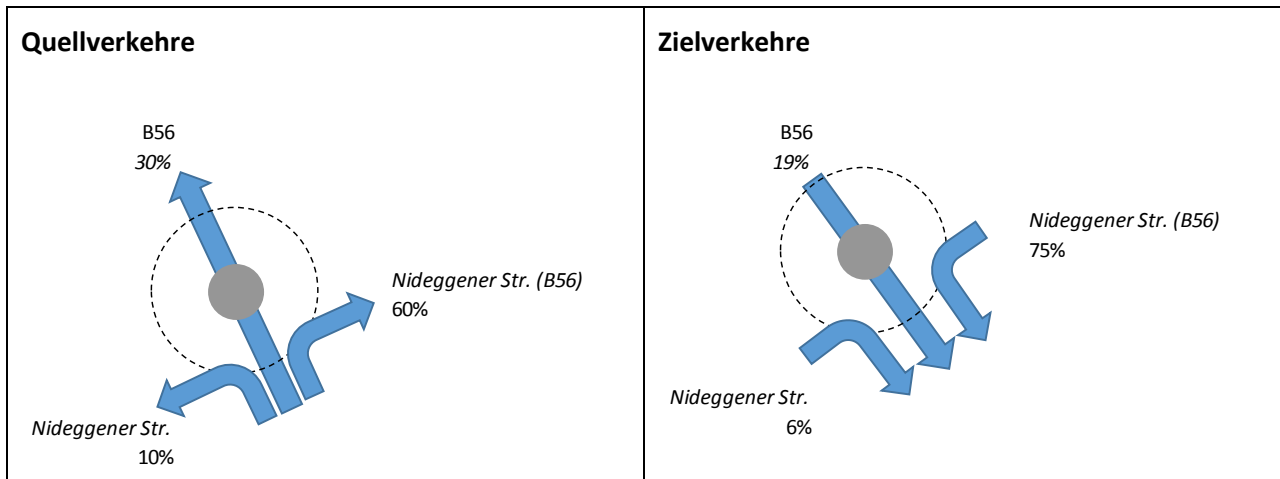 Quellverkehre
B56
30%
Nideggener Str. (B56)
60%
Nideggener Str.
10%
Zielverkehre
B56
19%
Nideggener Str. (B56)
75%
Nideggener Str.
6%